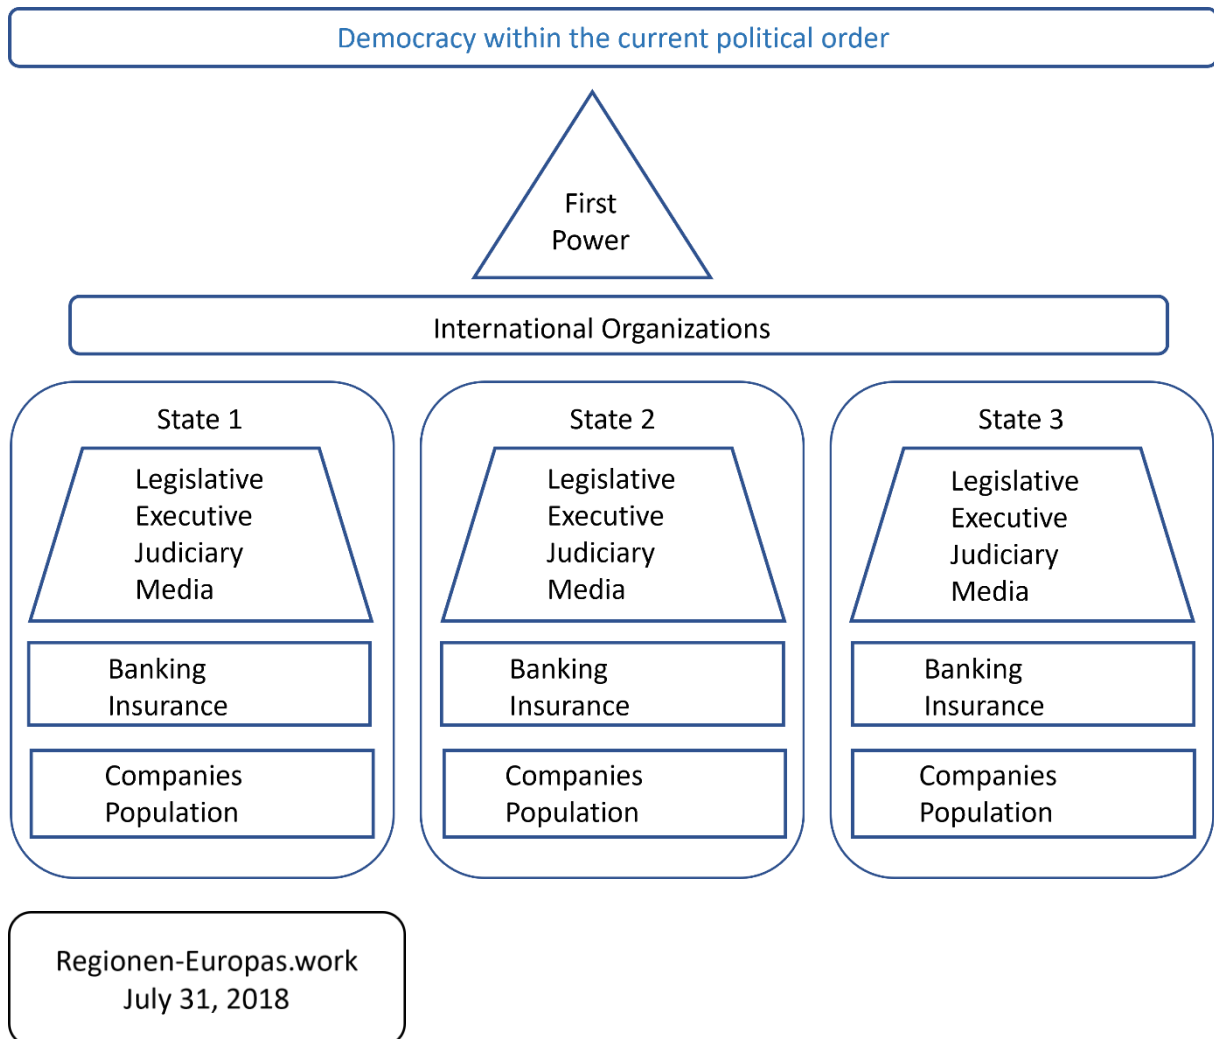 Democracy within the current political order
First
Power
International Organizations
State 1
Legislative
Executive
Judiciary
Media
Banking
Insurance
Companies
Population
State 2
Legislative
Executive
Judiciary
Media
Banking
Insurance
Companies
Population
State 3
Legislative
Executive
Judiciary
Media
Banking
Insurance
Companies
Population
Regionen-Europas.work
July 31, 2018